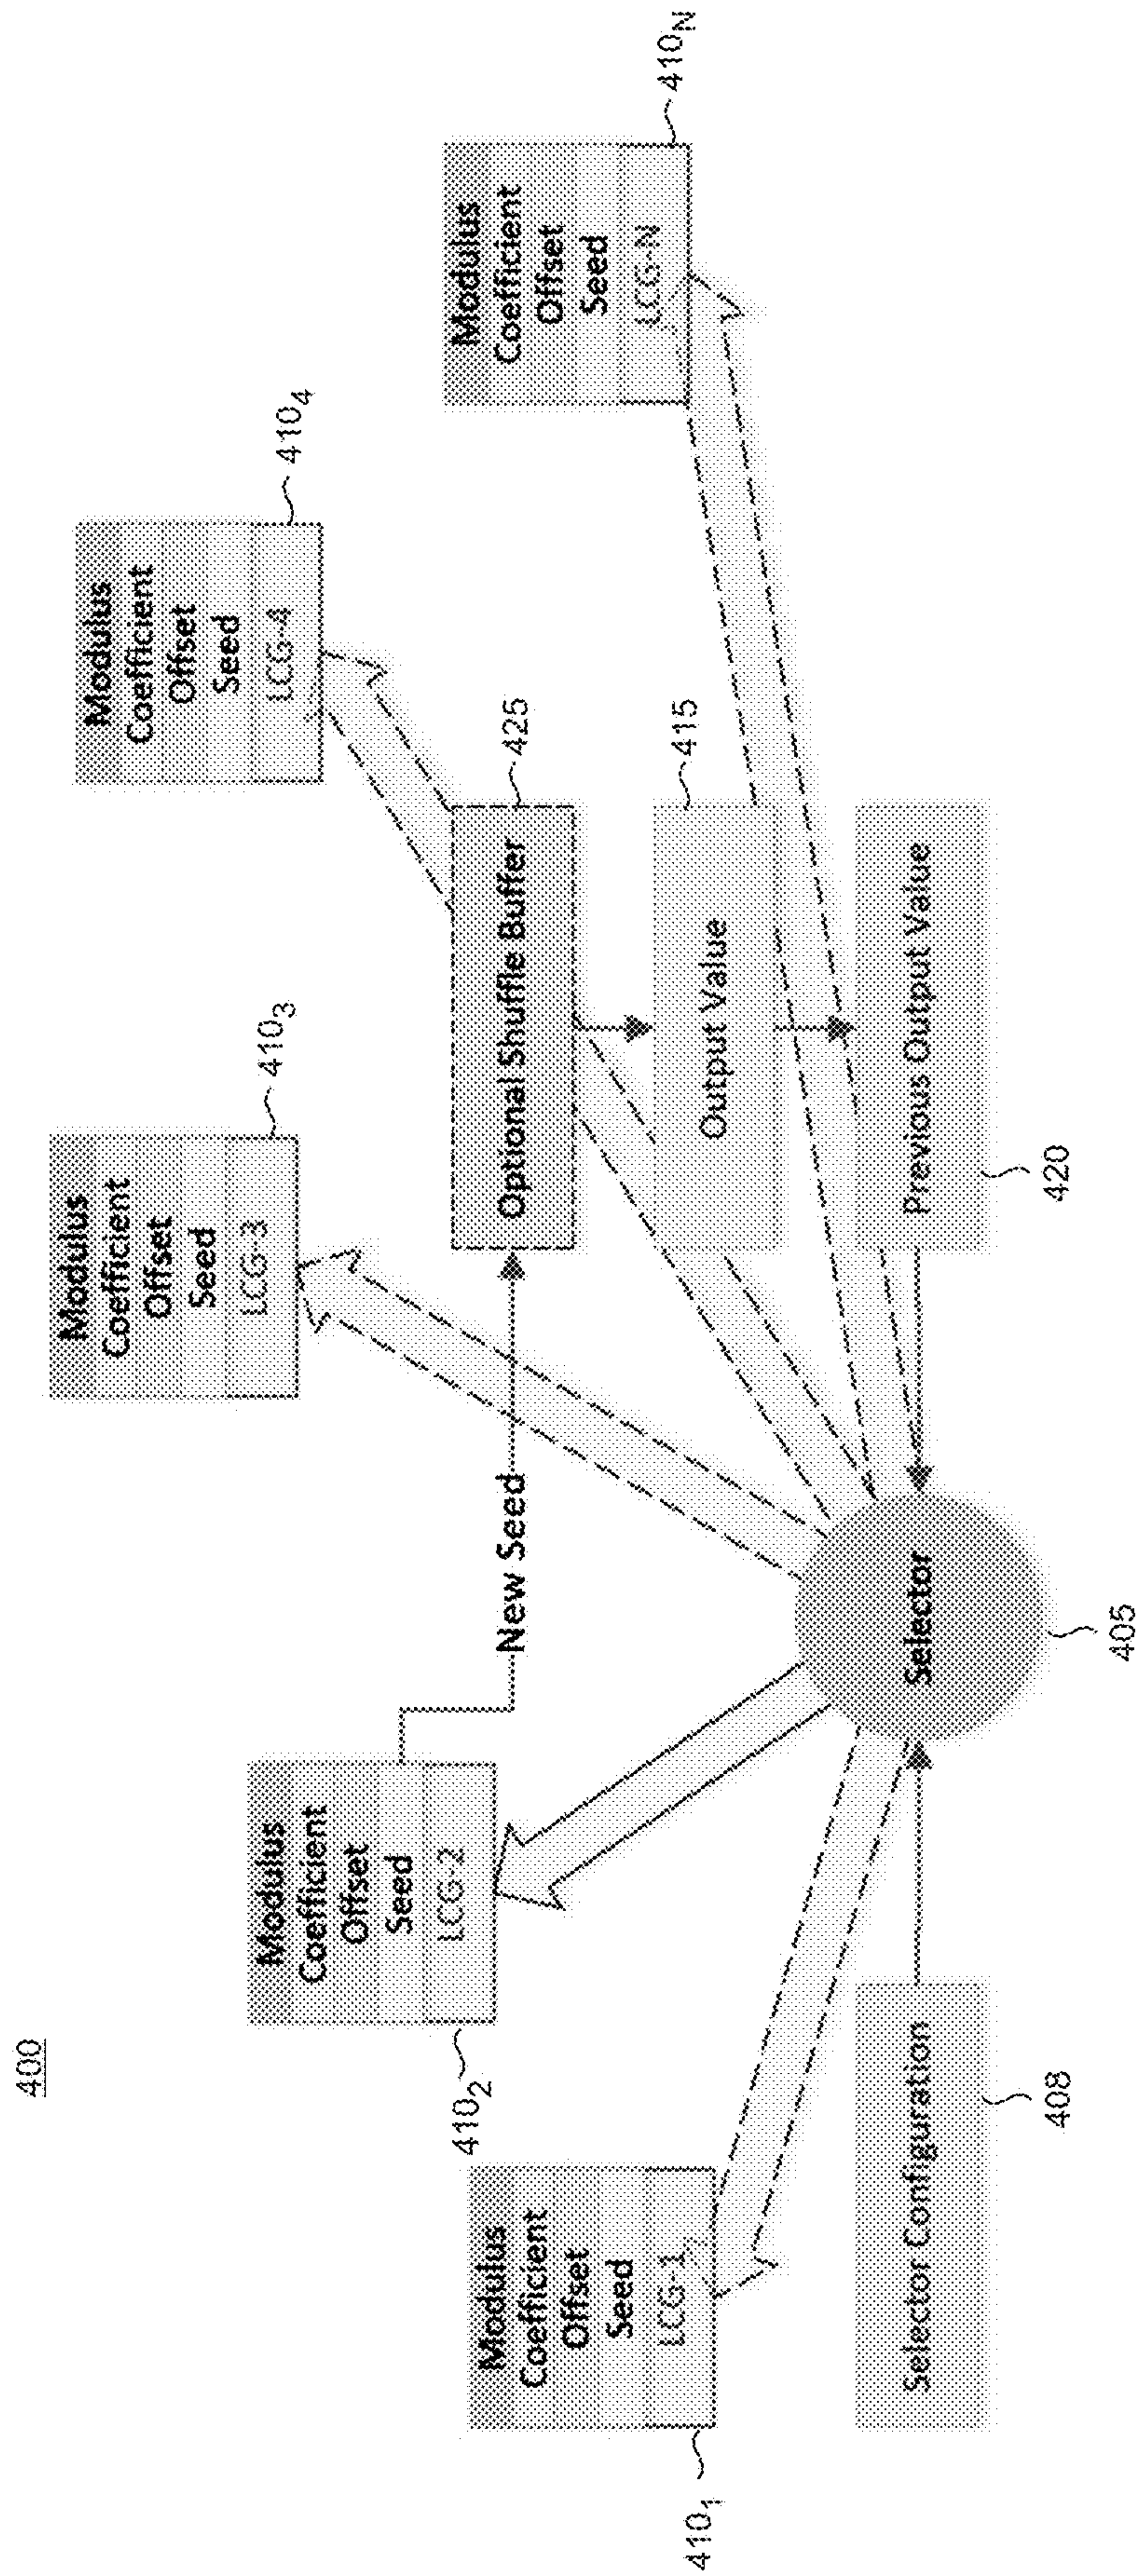 400
410₁
Modulus
Coefficient
Offset
Seed
LCG-1
410₂
Modulus
Coefficient
Offset
Seed
LCG-2
410₃
Modulus
Coefficient
Offset
Seed
LCG-3
410₄
Modulus
Coefficient
Offset
Seed
LCG-4
410N
Modulus
Coefficient
Offset
Seed
LCG-N
New Seed
Optional Shuffle Buffer
425
Output Value
415
Previous Output Value
420
Selector
405
Selector Configuration
408